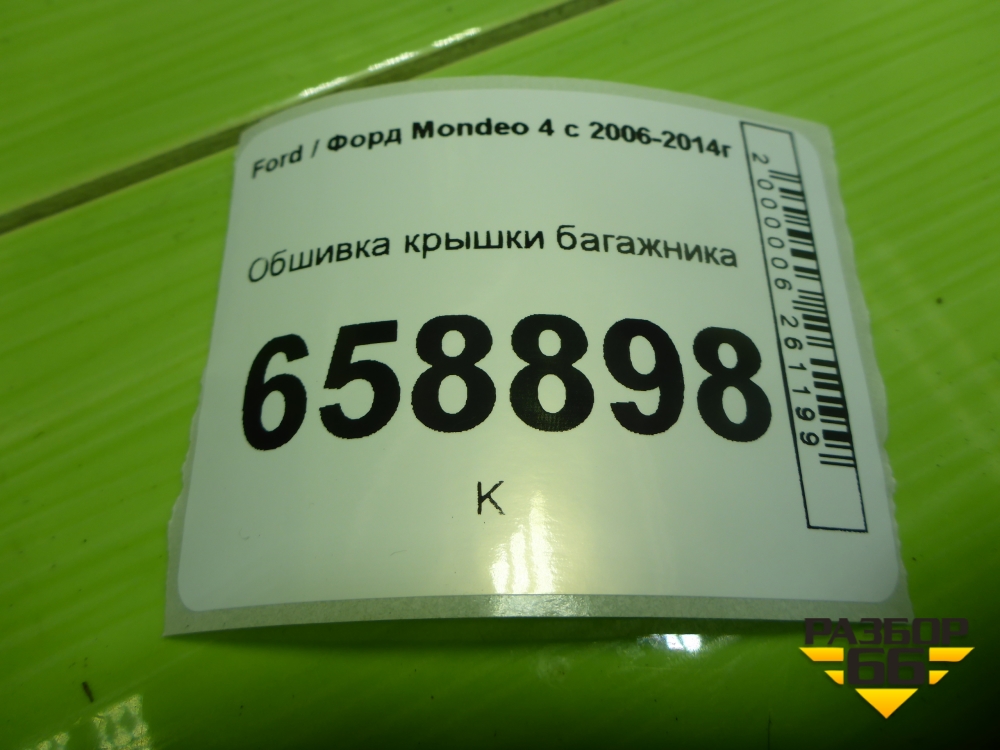 Ford / Форд Mondeo 4 с 2006-2014г
Обшивка крышки багажника
658898
К
2000006261199
РАЗБОР
66